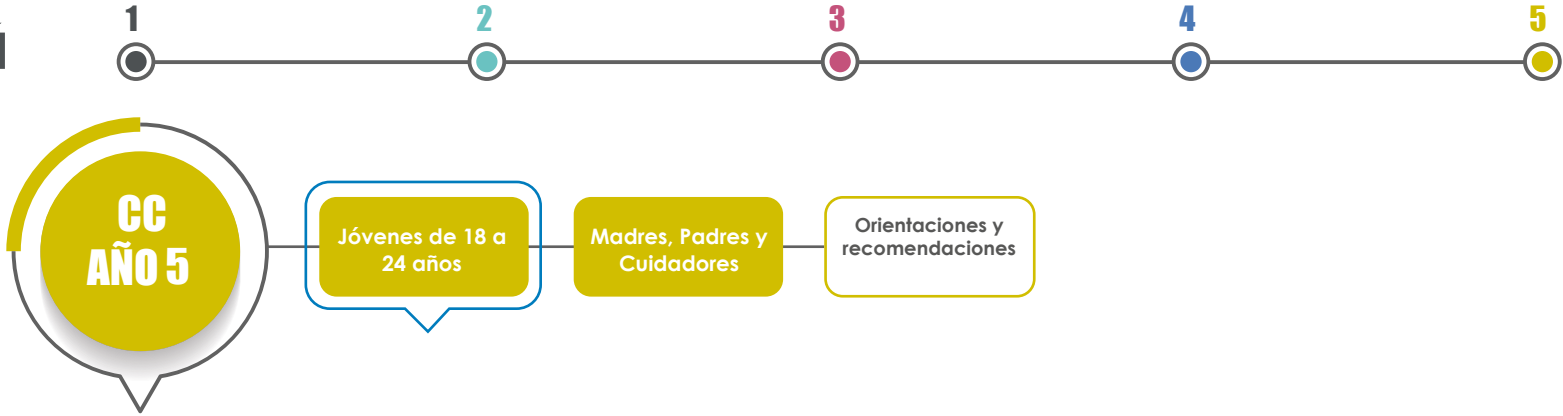 1
2
3
4
5
CC
AÑO 5
Jóvenes de 18 a
24 años
Madres, Padres y
Cuidadores
Orientaciones y
recomendaciones